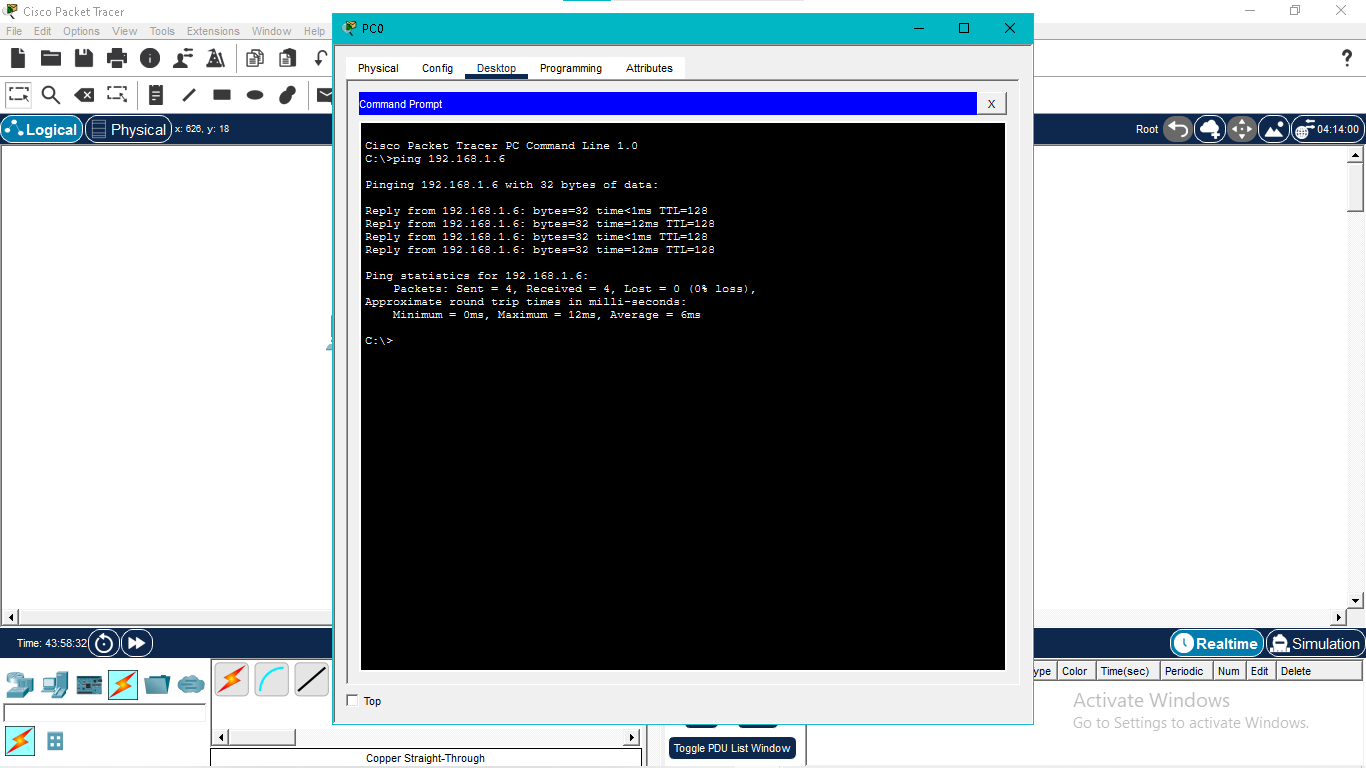 Cisco Packet Tracer
File Edit Options View Tools Extensions Window Help
PC0
Physical Config Desktop Programming Attributes
?
Command Prompt
X
Logical Physical x: 626, y: 18
Root 04:14:00
Cisco Packet Tracer PC Command Line 1.0
C:\>ping 192.168.1.6
Pinging 192.168.1.6 with 32 bytes of data:
Reply from 192.168.1.6: bytes=32 time<1ms TTL=128
Reply from 192.168.1.6: bytes=32 time=12ms TTL=128
Reply from 192.168.1.6: bytes=32 time<1ms TTL=128
Reply from 192.168.1.6: bytes=32 time=12ms TTL=128
Ping statistics for 192.168.1.6:
Packets: Sent = 4, Received = 4, Lost = 0 (0% loss),
Approximate round trip times in milli-seconds:
Minimum = 0ms, Maximum = 12ms, Average = 6ms
C:\>
Top
Time: 43:58:32
Realtime Simulation
ype Color Time(sec) Periodic Num Edit Delete
Activate Windows
Go to Settings to activate Windows.
Toggle PDU List Window
Copper Straight-Through